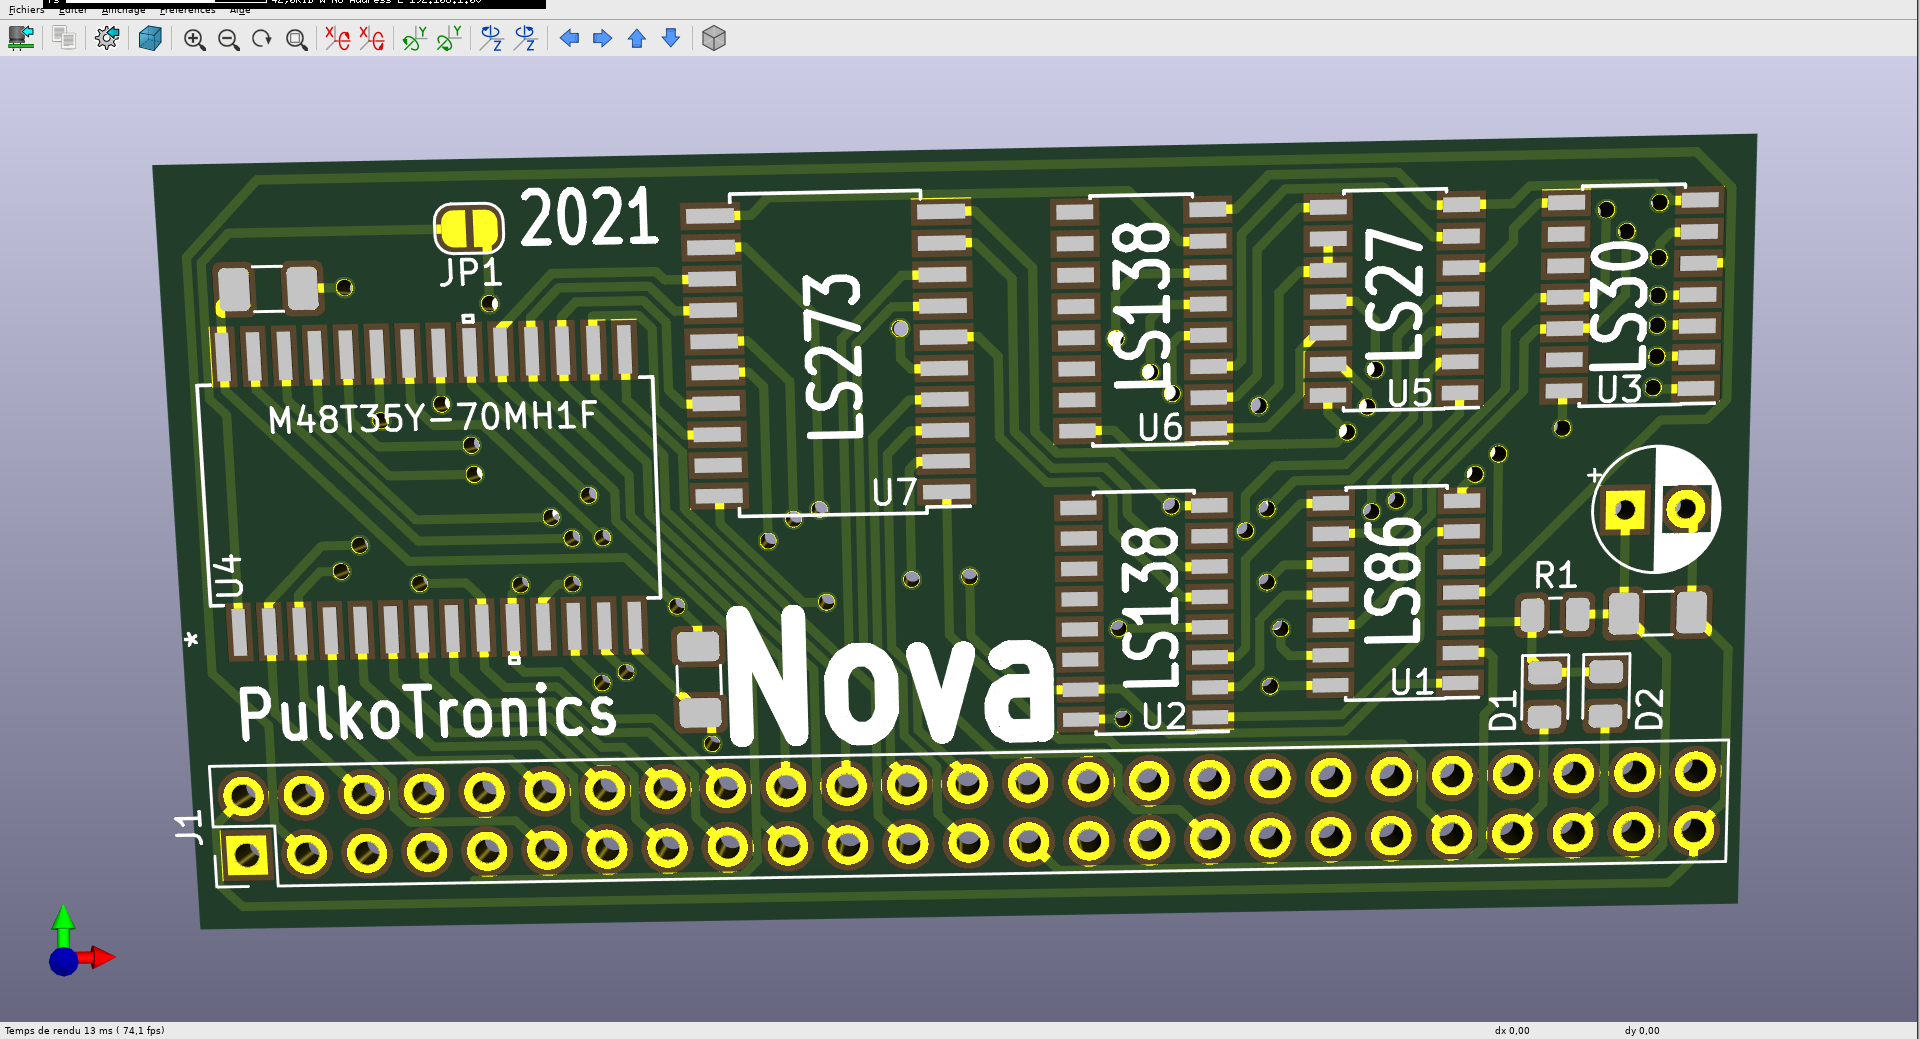 Fichiers Editer Affichage Préférences Aide
2021
JP1
LS273
U7
LS138
U6
LS27
U5
LS30
U3
M48T35Y-70MH1F
U4
*
+
LS138
U2
LS86
U1
R1
D1
D2
PulkoTronics
Nova
J1
Temps de rendu 13 ms ( 74,1 fps)
dx 0,00
dy 0,00